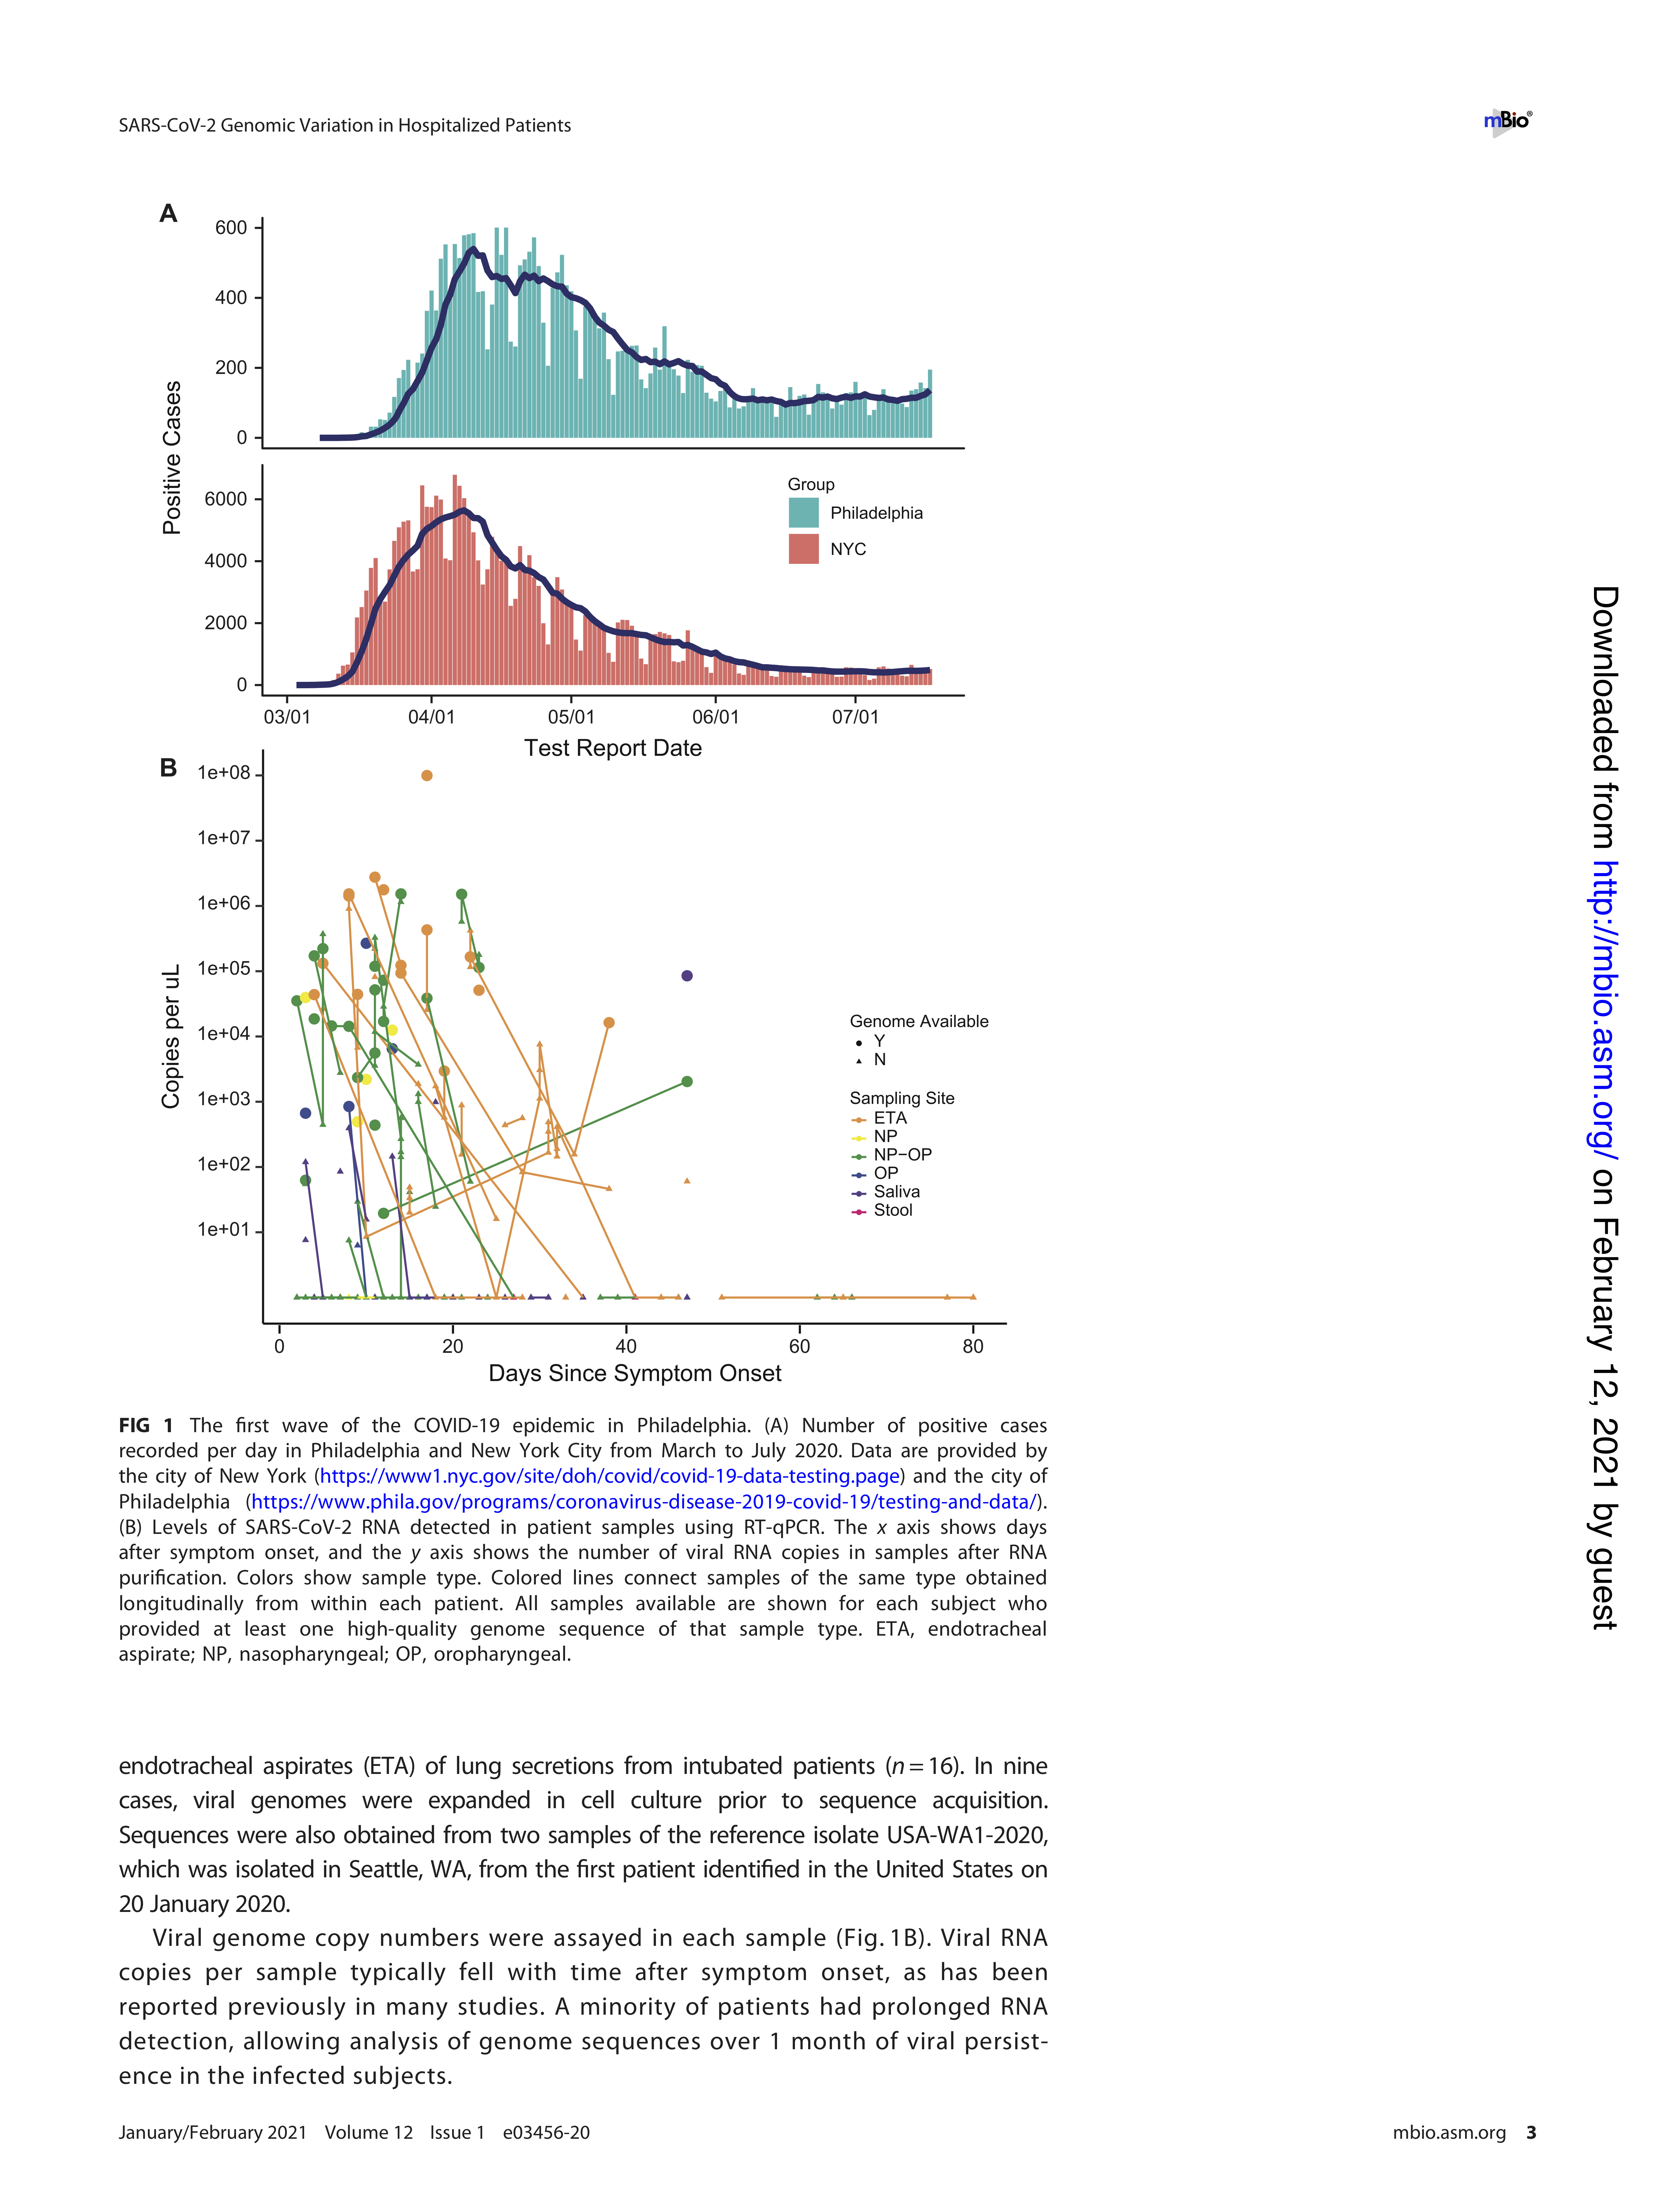 SARS-CoV-2 Genomic Variation in Hospitalized Patients
mBio®
A
600
400
200
0
Positive Cases
6000
4000
2000
0
Group
Philadelphia
NYC
03/01
04/01
05/01
06/01
07/01
Test Report Date
B
1e+08
1e+07
1e+06
1e+05
1e+04
1e+03
1e+02
1e+01
Copies per uL
Genome Available
Y
N
Sampling Site
ETA
NP
NP−OP
OP
Saliva
Stool
0
20
40
60
80
Days Since Symptom Onset
FIG 1 The first wave of the COVID-19 epidemic in Philadelphia. (A) Number of positive cases
recorded per day in Philadelphia and New York City from March to July 2020. Data are provided by
the city of New York (https://www1.nyc.gov/site/doh/covid/covid-19-data-testing.page) and the city of
Philadelphia (https://www.phila.gov/programs/coronavirus-disease-2019-covid-19/testing-and-data/).
(B) Levels of SARS-CoV-2 RNA detected in patient samples using RT-qPCR. The x axis shows days
after symptom onset, and the y axis shows the number of viral RNA copies in samples after RNA
purification. Colors show sample type. Colored lines connect samples of the same type obtained
longitudinally from within each patient. All samples available are shown for each subject who
provided at least one high-quality genome sequence of that sample type. ETA, endotracheal
aspirate; NP, nasopharyngeal; OP, oropharyngeal.
endotracheal aspirates (ETA) of lung secretions from intubated patients (n = 16). In nine
cases, viral genomes were expanded in cell culture prior to sequence acquisition.
Sequences were also obtained from two samples of the reference isolate USA-WA1-2020,
which was isolated in Seattle, WA, from the first patient identified in the United States on
20 January 2020.
Viral genome copy numbers were assayed in each sample (Fig. 1B). Viral RNA
copies per sample typically fell with time after symptom onset, as has been
reported previously in many studies. A minority of patients had prolonged RNA
detection, allowing analysis of genome sequences over 1 month of viral persist-
ence in the infected subjects.
January/February 2021 Volume 12 Issue 1 e03456-20
mbio.asm.org 3
Downloaded from http://mbio.asm.org/ on February 12, 2021 by guest